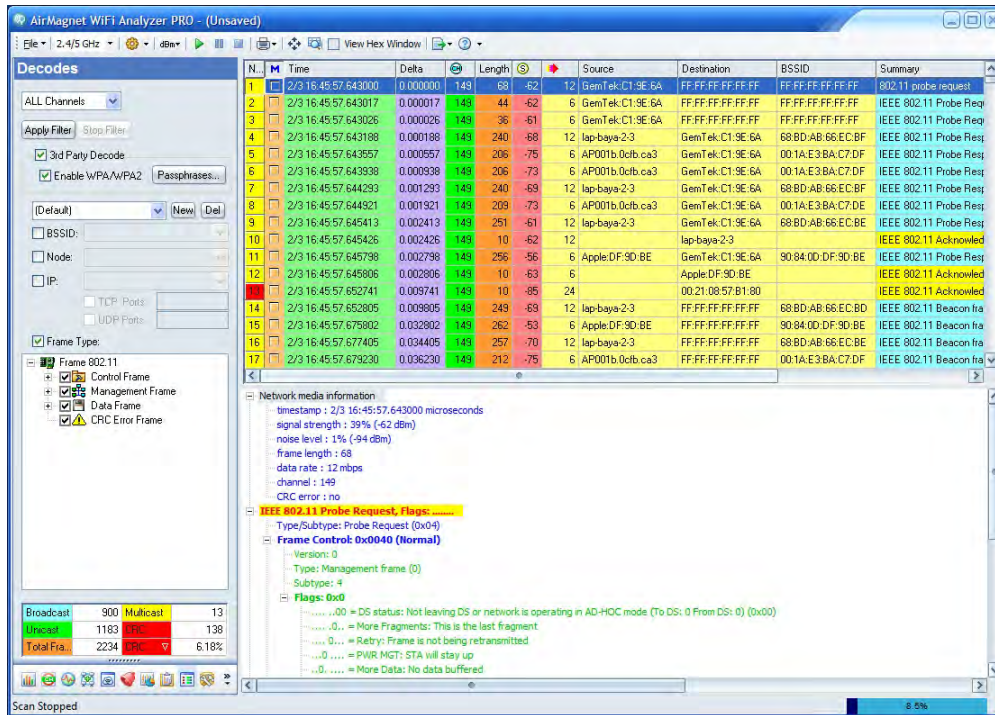 AirMagnet WiFi Analyzer PRO - (Unsaved)
File 2.4/5 GHz dBm View Hex Window
Decodes
ALL Channels
Apply Filter Stop Filter
3rd Party Decode
Enable WPA/WPA2 Passphrases...
(Default) New Del
BSSID:
Node:
IP:
TCP Ports
UDP Ports
Frame Type:
Frame 802.11
Control Frame
Management Frame
Data Frame
CRC Error Frame
Broadcast 900 Multicast 13
Unicast 1183 CRC 138
Total Fra... 2234 CRC 6.18%
Scan Stopped
N... M Time Delta CH Length S Source Destination BSSID Summary
1 2/3 16:45:57.643000 0.000000 149 68 -62 12 GemTek:C1:9E:6A FF:FF:FF:FF:FF:FF FF:FF:FF:FF:FF:FF 802.11 probe request
2 2/3 16:45:57.643017 0.000017 149 44 -62 6 GemTek:C1:9E:6A FF:FF:FF:FF:FF:FF FF:FF:FF:FF:FF:FF IEEE 802.11 Probe Req
3 2/3 16:45:57.643026 0.000026 149 36 -61 6 GemTek:C1:9E:6A FF:FF:FF:FF:FF:FF FF:FF:FF:FF:FF:FF IEEE 802.11 Probe Req
4 2/3 16:45:57.643188 0.000188 149 240 -68 12 lap-baya-2-3 GemTek:C1:9E:6A 68:BD:AB:66:EC:BF IEEE 802.11 Probe Resp
5 2/3 16:45:57.643557 0.000557 149 206 -75 6 AP001b.0cfb.ca3 GemTek:C1:9E:6A 00:1A:E3:BA:C7:DF IEEE 802.11 Probe Resp
6 2/3 16:45:57.643938 0.000938 149 206 -73 6 AP001b.0cfb.ca3 GemTek:C1:9E:6A 00:1A:E3:BA:C7:DF IEEE 802.11 Probe Resp
7 2/3 16:45:57.644293 0.001293 149 240 -69 12 lap-baya-2-3 GemTek:C1:9E:6A 68:BD:AB:66:EC:BF IEEE 802.11 Probe Resp
8 2/3 16:45:57.644921 0.001921 149 209 -73 6 AP001b.0cfb.ca3 GemTek:C1:9E:6A 00:1A:E3:BA:C7:DE IEEE 802.11 Probe Resp
9 2/3 16:45:57.645413 0.002413 149 251 -61 12 lap-baya-2-3 GemTek:C1:9E:6A 68:BD:AB:66:EC:BF IEEE 802.11 Probe Resp
10 2/3 16:45:57.645426 0.002426 149 10 -62 12 lap-baya-2-3 IEEE 802.11 Acknowled
11 2/3 16:45:57.645798 0.002798 149 256 -56 6 Apple:DF:9D:BE GemTek:C1:9E:6A 90:84:0D:DF:9D:BE IEEE 802.11 Probe Resp
12 2/3 16:45:57.645806 0.002806 149 10 -63 6 Apple:DF:9D:BE IEEE 802.11 Acknowled
13 2/3 16:45:57.652741 0.009741 149 10 -85 24 00:21:08:57:B1:80 IEEE 802.11 Acknowled
14 2/3 16:45:57.652805 0.009805 149 249 -69 12 lap-baya-2-3 FF:FF:FF:FF:FF:FF 68:BD:AB:66:EC:BD IEEE 802.11 Beacon fra
15 2/3 16:45:57.675802 0.032802 149 262 -53 6 Apple:DF:9D:BE FF:FF:FF:FF:FF:FF 90:84:0D:DF:9D:BE IEEE 802.11 Beacon fra
16 2/3 16:45:57.677405 0.034405 149 257 -70 12 lap-baya-2-3 FF:FF:FF:FF:FF:FF 68:BD:AB:66:EC:BF IEEE 802.11 Beacon fra
17 2/3 16:45:57.679230 0.036230 149 212 -75 6 AP001b.0cfb.ca3 FF:FF:FF:FF:FF:FF 00:1A:E3:BA:C7:DF IEEE 802.11 Beacon fra
Network media information
timestamp : 2/3 16:45:57.643000 microseconds
signal strength : 39% (-62 dBm)
noise level : 1% (-94 dBm)
frame length : 68
data rate : 12 mbps
channel : 149
CRC error : no
IEEE 802.11 Probe Request, Flags: ........
Type/Subtype: Probe Request (0x04)
Frame Control: 0x0040 (Normal)
Version: 0
Type: Management frame (0)
Subtype: 4
Flags: 0x0
.... ..00 = DS status: Not leaving DS or network is operating in AD-HOC mode (To DS: 0 From DS: 0) (0x00)
.... .0.. = More Fragments: This is the last fragment
.... 0... = Retry: Frame is not being retransmitted
...0 .... = PWR MGT: STA will stay up
..0. .... = More Data: No data buffered
8.6%